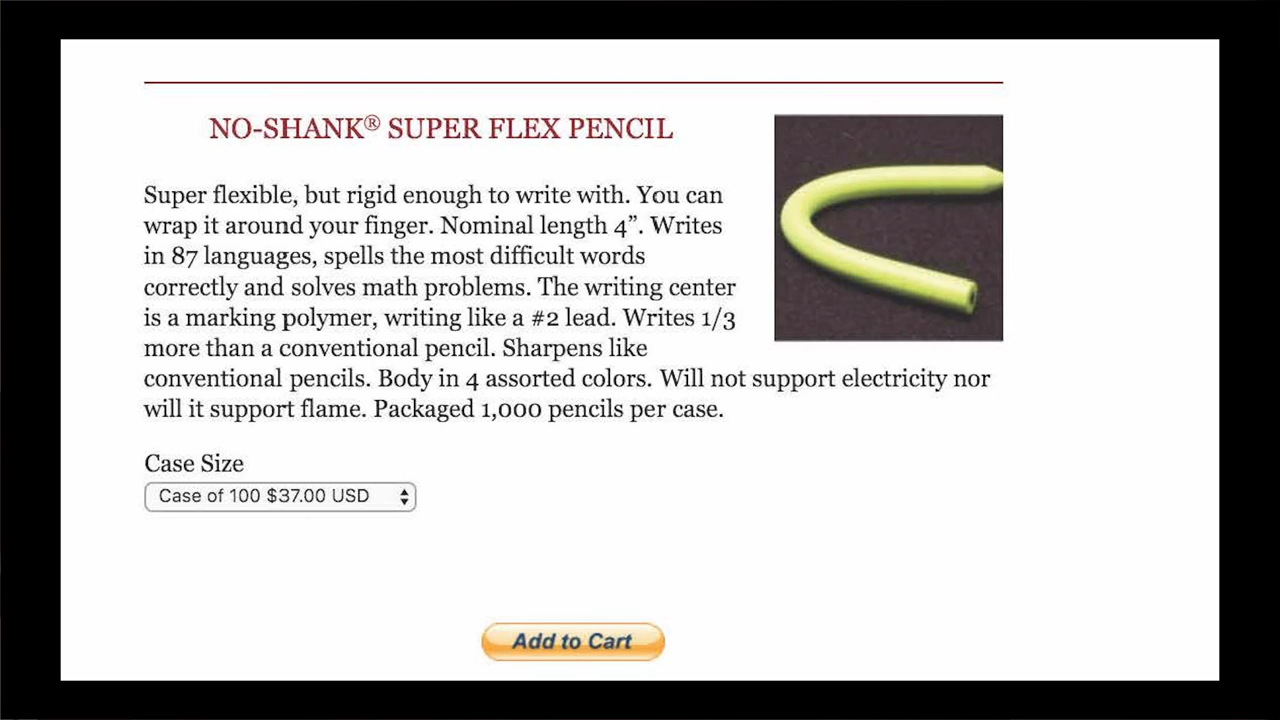 NO-SHANK® SUPER FLEX PENCIL
Super flexible, but rigid enough to write with. You can
wrap it around your finger. Nominal length 4”. Writes
in 87 languages, spells the most difficult words
correctly and solves math problems. The writing center
is a marking polymer, writing like a #2 lead. Writes 1/3
more than a conventional pencil. Sharpens like
conventional pencils. Body in 4 assorted colors. Will not support electricity nor
will it support flame. Packaged 1,000 pencils per case.
Case Size
Case of 100 $37.00 USD
Add to Cart